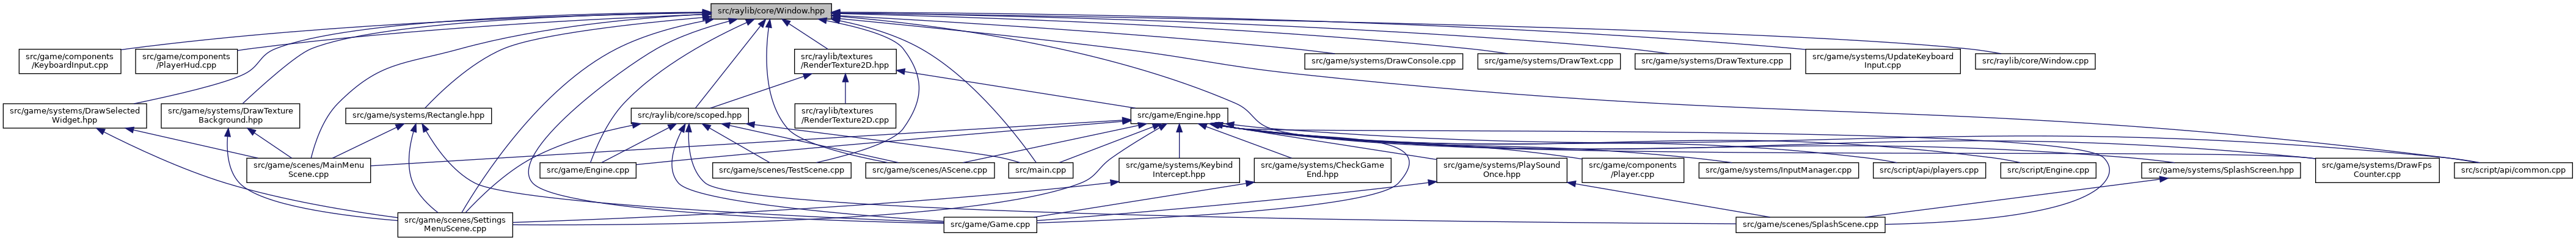 src/raylib/core/Window.hpp
src/game/components
/KeyboardInput.cpp
src/game/components
/PlayerHud.cpp
src/raylib/textures
/RenderTexture2D.hpp
src/game/systems/DrawConsole.cpp
src/game/systems/DrawText.cpp
src/game/systems/DrawTexture.cpp
src/game/systems/UpdateKeyboard
Input.cpp
src/raylib/core/Window.cpp
src/game/systems/DrawSelected
Widget.hpp
src/game/systems/DrawTexture
Background.hpp
src/game/systems/Rectangle.hpp
src/raylib/core/scoped.hpp
src/raylib/textures
/RenderTexture2D.cpp
src/game/Engine.hpp
src/game/scenes/MainMenu
Scene.cpp
src/game/Engine.cpp
src/game/scenes/TestScene.cpp
src/game/scenes/AScene.cpp
src/main.cpp
src/game/systems/Keybind
Intercept.hpp
src/game/systems/CheckGame
End.hpp
src/game/systems/PlaySound
Once.hpp
src/game/components
/Player.cpp
src/game/systems/InputManager.cpp
src/script/api/players.cpp
src/script/Engine.cpp
src/game/systems/SplashScreen.hpp
src/game/systems/DrawFps
Counter.cpp
src/script/api/common.cpp
src/game/scenes/Settings
MenuScene.cpp
src/game/Game.cpp
src/game/scenes/SplashScene.cpp